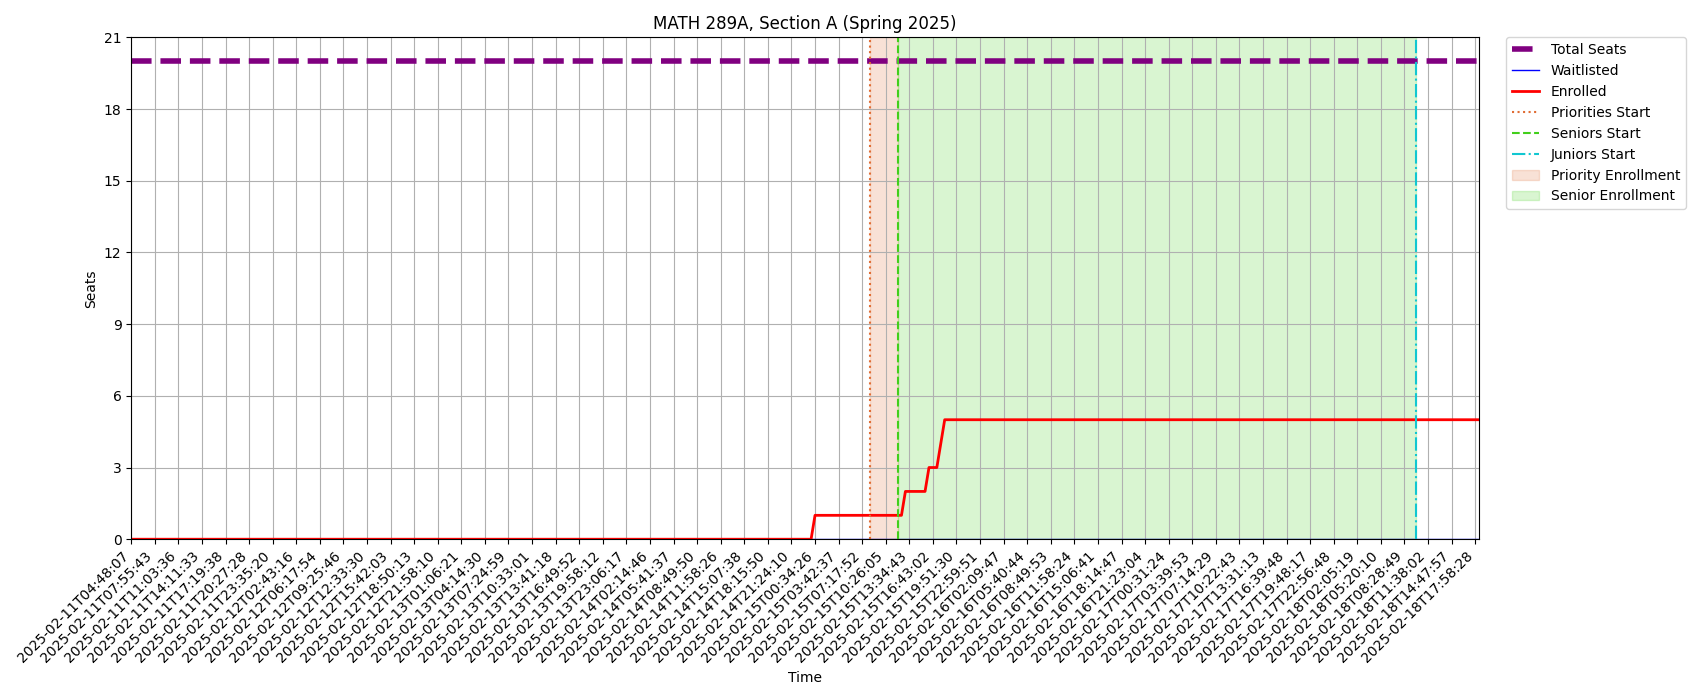 MATH 289A, Section A (Spring 2025)
21
18
15
12
9
6
3
0
Seats
2025-02-11T04:48:07
2025-02-11T07:55:43
2025-02-11T11:03:36
2025-02-11T14:11:33
2025-02-11T17:19:38
2025-02-11T20:27:28
2025-02-11T23:35:20
2025-02-12T02:43:16
2025-02-12T06:17:54
2025-02-12T09:25:46
2025-02-12T12:33:30
2025-02-12T15:42:03
2025-02-12T18:50:13
2025-02-12T21:58:10
2025-02-13T01:06:21
2025-02-13T04:14:30
2025-02-13T07:24:59
2025-02-13T10:33:01
2025-02-13T13:41:18
2025-02-13T16:49:52
2025-02-13T19:58:12
2025-02-13T23:06:17
2025-02-14T02:14:46
2025-02-14T05:41:37
2025-02-14T08:49:50
2025-02-14T11:58:26
2025-02-14T15:07:38
2025-02-14T18:15:50
2025-02-14T21:24:10
2025-02-15T00:34:26
2025-02-15T03:42:37
2025-02-15T07:17:52
2025-02-15T10:26:05
2025-02-15T13:34:43
2025-02-15T16:43:02
2025-02-15T19:51:30
2025-02-15T22:59:51
2025-02-16T02:09:47
2025-02-16T05:40:44
2025-02-16T08:49:53
2025-02-16T11:58:24
2025-02-16T15:06:41
2025-02-16T18:14:47
2025-02-16T21:23:04
2025-02-17T00:31:24
2025-02-17T03:39:53
2025-02-17T07:14:29
2025-02-17T10:22:43
2025-02-17T13:31:13
2025-02-17T16:39:48
2025-02-17T19:48:17
2025-02-17T22:56:48
2025-02-18T02:05:19
2025-02-18T05:20:10
2025-02-18T08:28:49
2025-02-18T11:38:02
2025-02-18T14:47:57
2025-02-18T17:58:28
Time
Total Seats
Waitlisted
Enrolled
Priorities Start
Seniors Start
Juniors Start
Priority Enrollment
Senior Enrollment